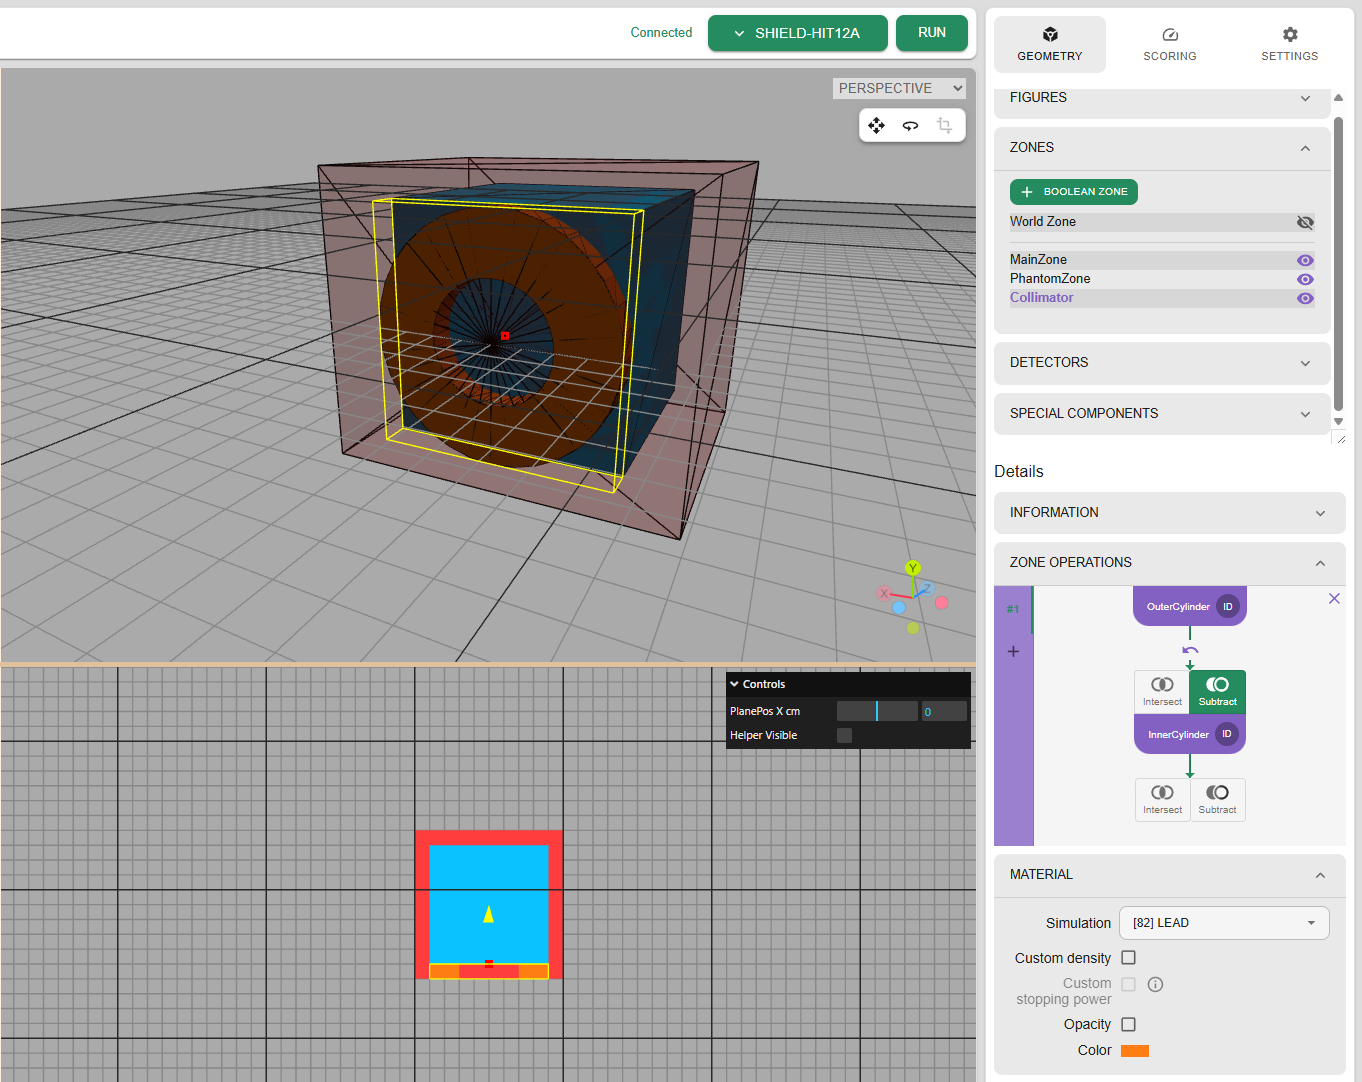 Connected
SHIELD-HIT12A
RUN
PERSPECTIVE
Y
X
Z
Controls
PlanePos X cm
0
Helper Visible
GEOMETRY
SCORING
SETTINGS
FIGURES
ZONES
BOOLEAN ZONE
World Zone
MainZone
PhantomZone
Collimator
DETECTORS
SPECIAL COMPONENTS
Details
INFORMATION
ZONE OPERATIONS
#1
OuterCylinder ID
Intersect Subtract
InnerCylinder ID
Intersect Subtract
MATERIAL
Simulation [82] LEAD
Custom density
Custom
stopping power
Opacity
Color